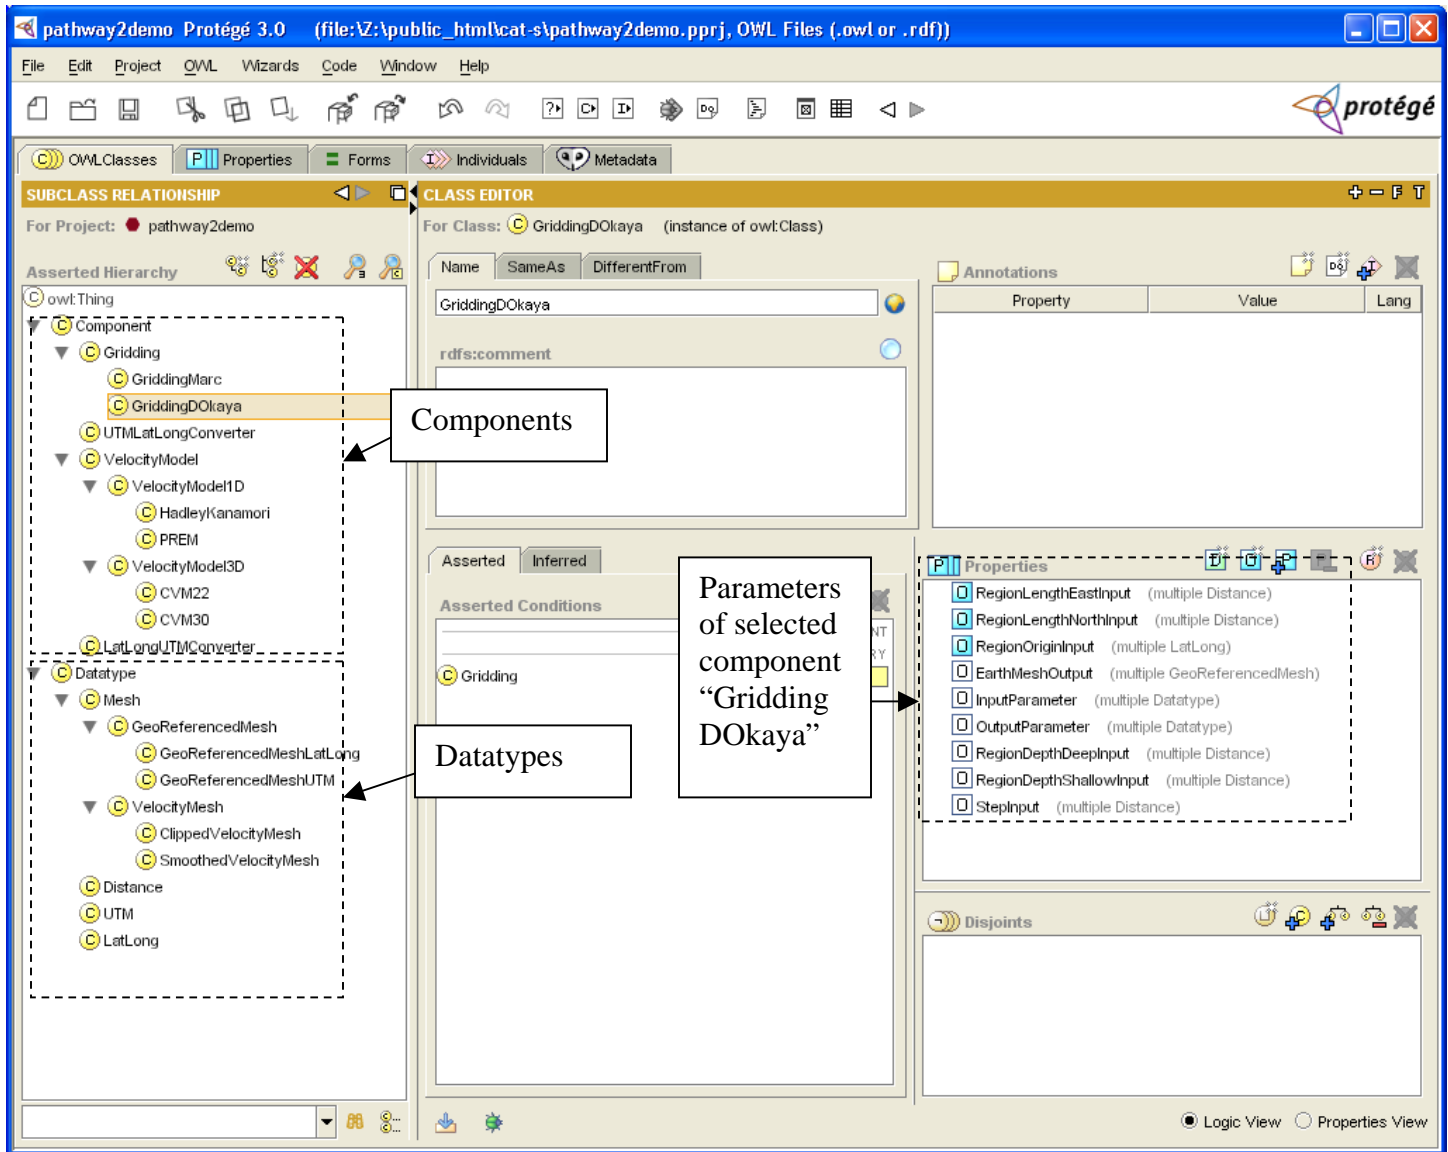 pathway2demo Protégé 3.0 (file:\Z:\public_html\cat-s\pathway2demo.pprj, OWL Files (.owl or .rdf))
File Edit Project OWL Wizards Code Window Help
protégé
OWLClasses Properties Forms Individuals Metadata
SUBCLASS RELATIONSHIP
For Project: pathway2demo
Asserted Hierarchy
owl:Thing
Component
Gridding
GriddingMarc
GriddingDOkaya
UTMLatLongConverter
VelocityModel
VelocityModel1D
HadleyKanamori
PREM
VelocityModel3D
CVM22
CVM30
LatLongUTMConverter
Datatype
Mesh
GeoReferencedMesh
GeoReferencedMeshLatLong
GeoReferencedMeshUTM
VelocityMesh
ClippedVelocityMesh
SmoothedVelocityMesh
Distance
UTM
LatLong
Components
Datatypes
CLASS EDITOR
For Class: GriddingDOkaya (instance of owl:Class)
Name SameAs DifferentFrom
GriddingDOkaya
rdfs:comment
Annotations
Property Value Lang
Asserted Inferred
Asserted Conditions
NT
RY
Gridding
Parameters
of selected
component
“Gridding
DOkaya”
Properties
RegionLengthEastInput (multiple Distance)
RegionLengthNorthInput (multiple Distance)
RegionOriginInput (multiple LatLong)
EarthMeshOutput (multiple GeoReferencedMesh)
InputParameter (multiple Datatype)
OutputParameter (multiple Datatype)
RegionDepthDeepInput (multiple Distance)
RegionDepthShallowInput (multiple Distance)
StepInput (multiple Distance)
Disjoints
Logic View Properties View